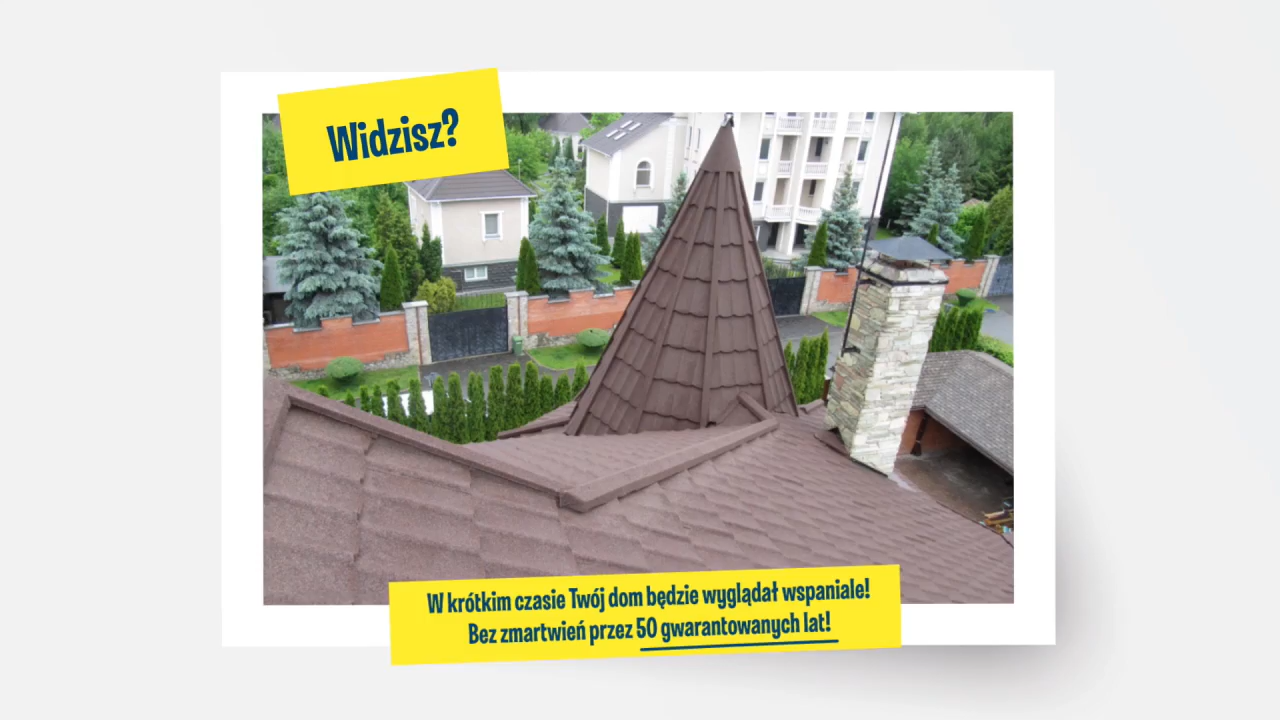 Widzisz?
W krótkim czasie Twój dom będzie wyglądał wspaniale!
Bez zmartwień przez 50 gwarantowanych lat!